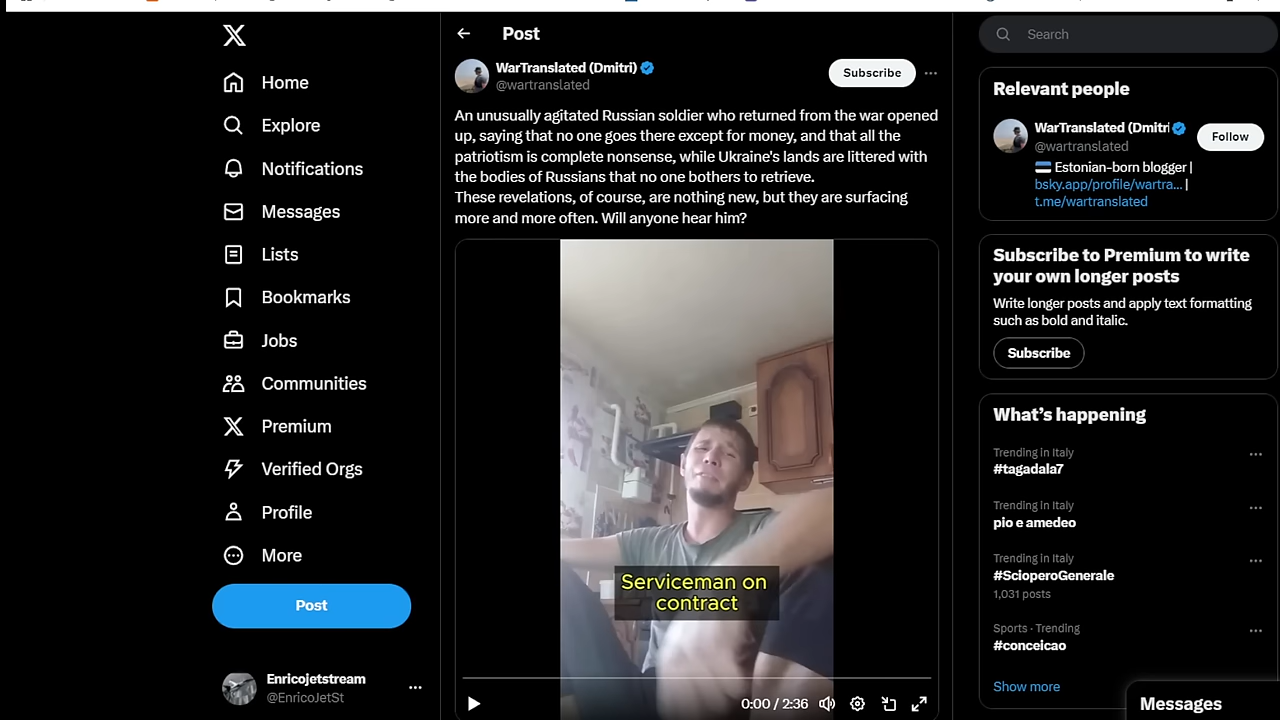 Home
Explore
Notifications
Messages
Lists
Bookmarks
Jobs
Communities
Premium
Verified Orgs
Profile
More
Post
Enricojetstream
@EnricoJetSt
Post
WarTranslated (Dmitri)
@wartranslated
Subscribe
An unusually agitated Russian soldier who returned from the war opened
up, saying that no one goes there except for money, and that all the
patriotism is complete nonsense, while Ukraine's lands are littered with
the bodies of Russians that no one bothers to retrieve.
These revelations, of course, are nothing new, but they are surfacing
more and more often. Will anyone hear him?
Serviceman on
contract
0:00 / 2:36
Search
Relevant people
WarTranslated (Dmitri
@wartranslated
Follow
Estonian-born blogger |
bsky.app/profile/wartra... |
t.me/wartranslated
Subscribe to Premium to write
your own longer posts
Write longer posts and apply text formatting
such as bold and italic.
Subscribe
What's happening
Trending in Italy
#tagadala7
Trending in Italy
pio e amedeo
Trending in Italy
#ScioperoGenerale
1,031 posts
Sports · Trending
#conceicao
Show more
Messages